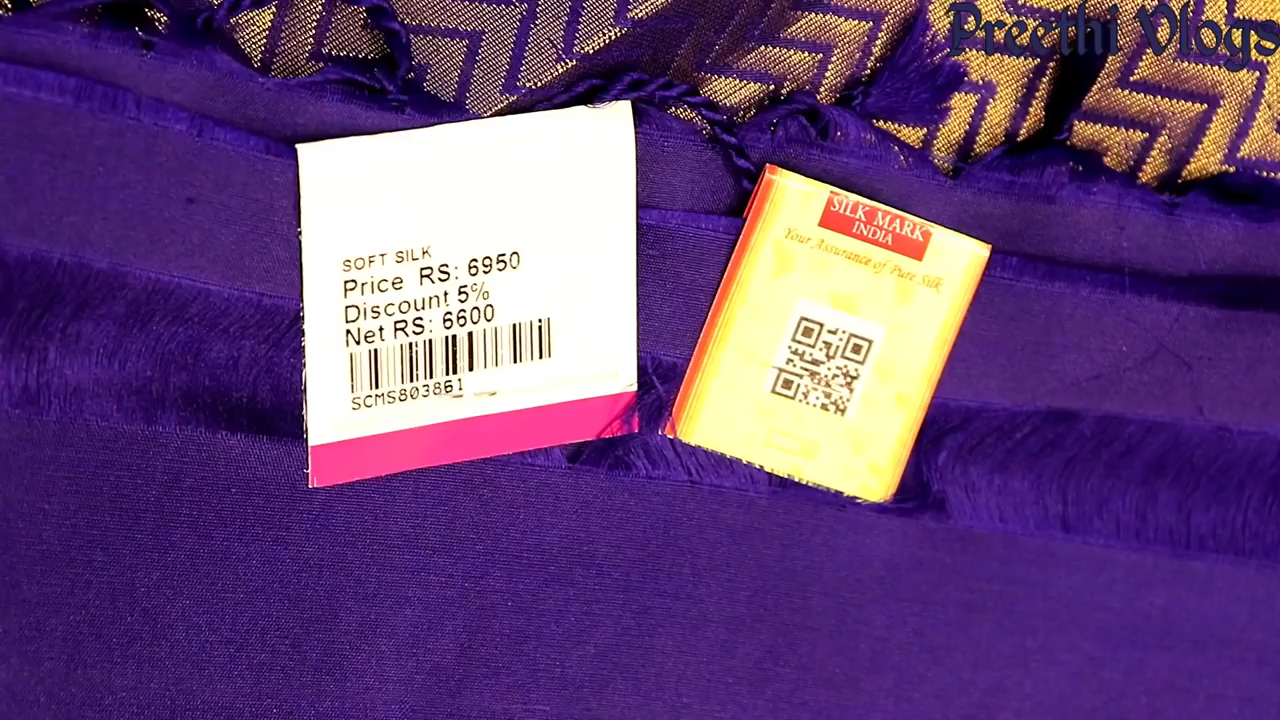 Preethi Vlogs
SOFT SILK
Price RS: 6950
Discount 5%
Net RS: 6600
SCMS803861
SILK MARK
INDIA
Your Assurance of Pure Silk